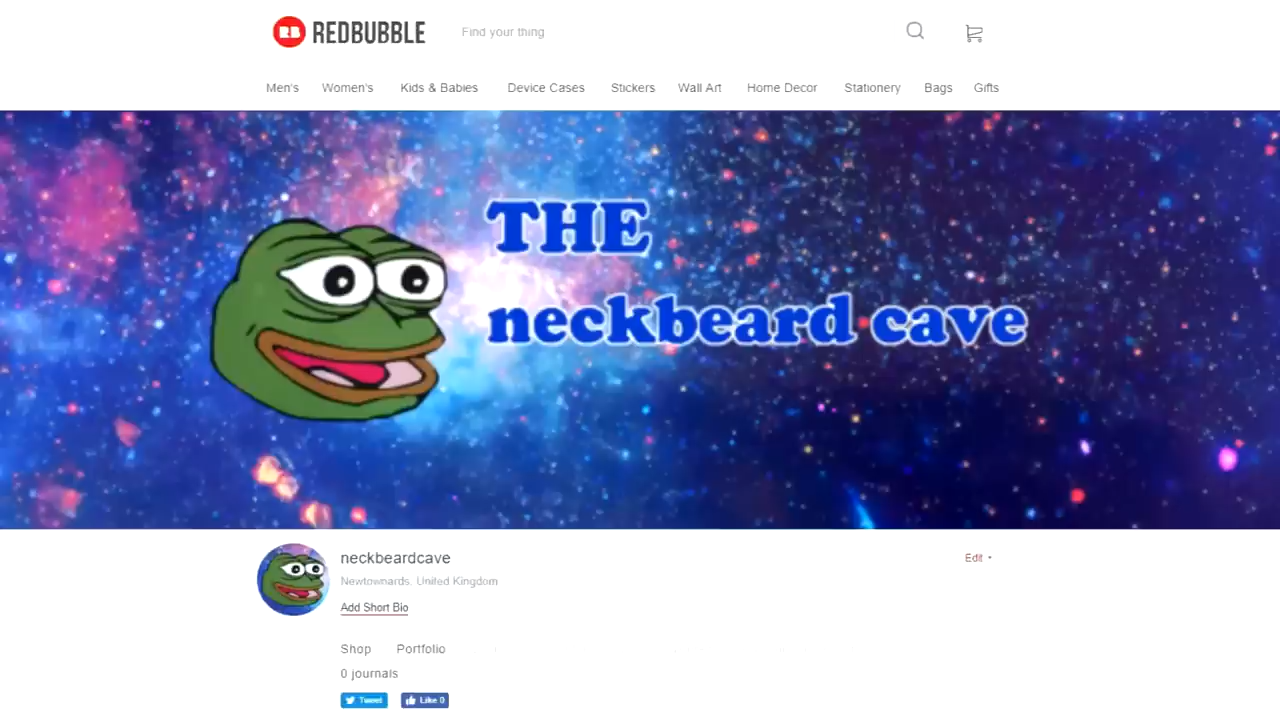 RB REDBUBBLE Find your thing
Men's Women's Kids & Babies Device Cases Stickers Wall Art Home Decor Stationery Bags Gifts
THE
neckbeard cave
neckbeardcave Edit
Newtownards, United Kingdom
Add Short Bio
Shop Portfolio
0 journals
Tweet Like 0